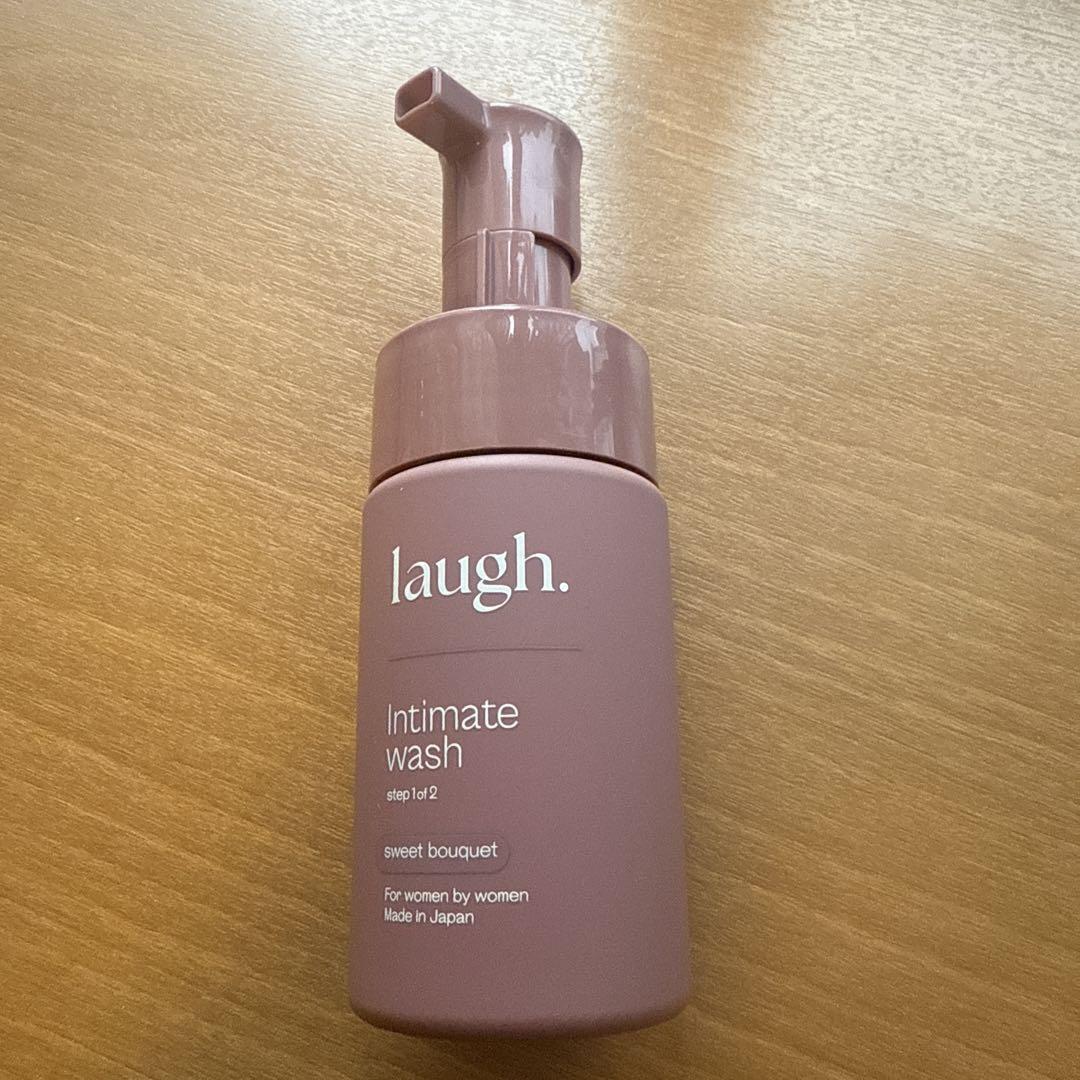 laugh.
Intimate
wash
step 1 of 2
sweet bouquet
For women by women
Made in Japan